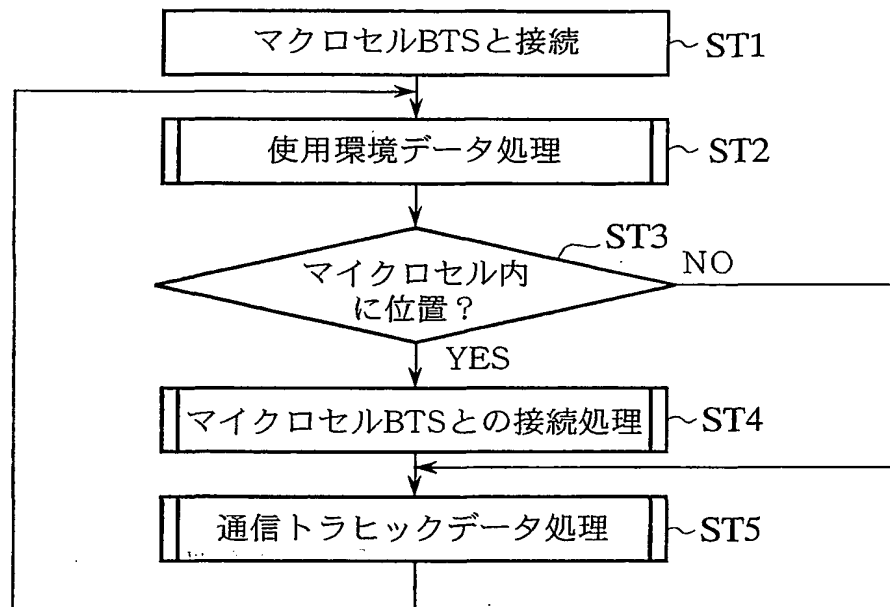 マクロセルBTSと接続
ST1
使用環境データ処理
ST2
ST3
マイクロセル内
に位置？
NO
YES
マイクロセルBTSとの接続処理
ST4
通信トラヒックデータ処理
ST5